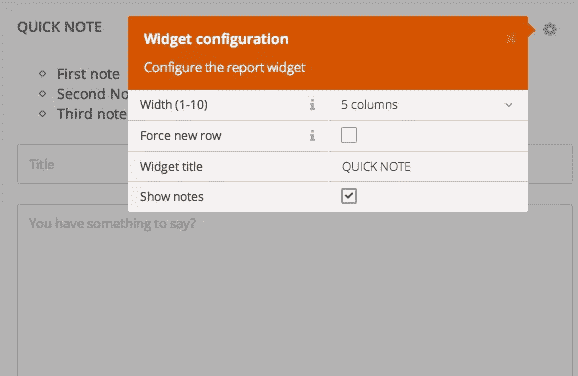 QUICK NOTE
Widget configuration
Configure the report widget
First note
Second No
Third note
Width (1-10) 5 columns
Force new row
Widget title QUICK NOTE
Show notes
Title
You have something to say?